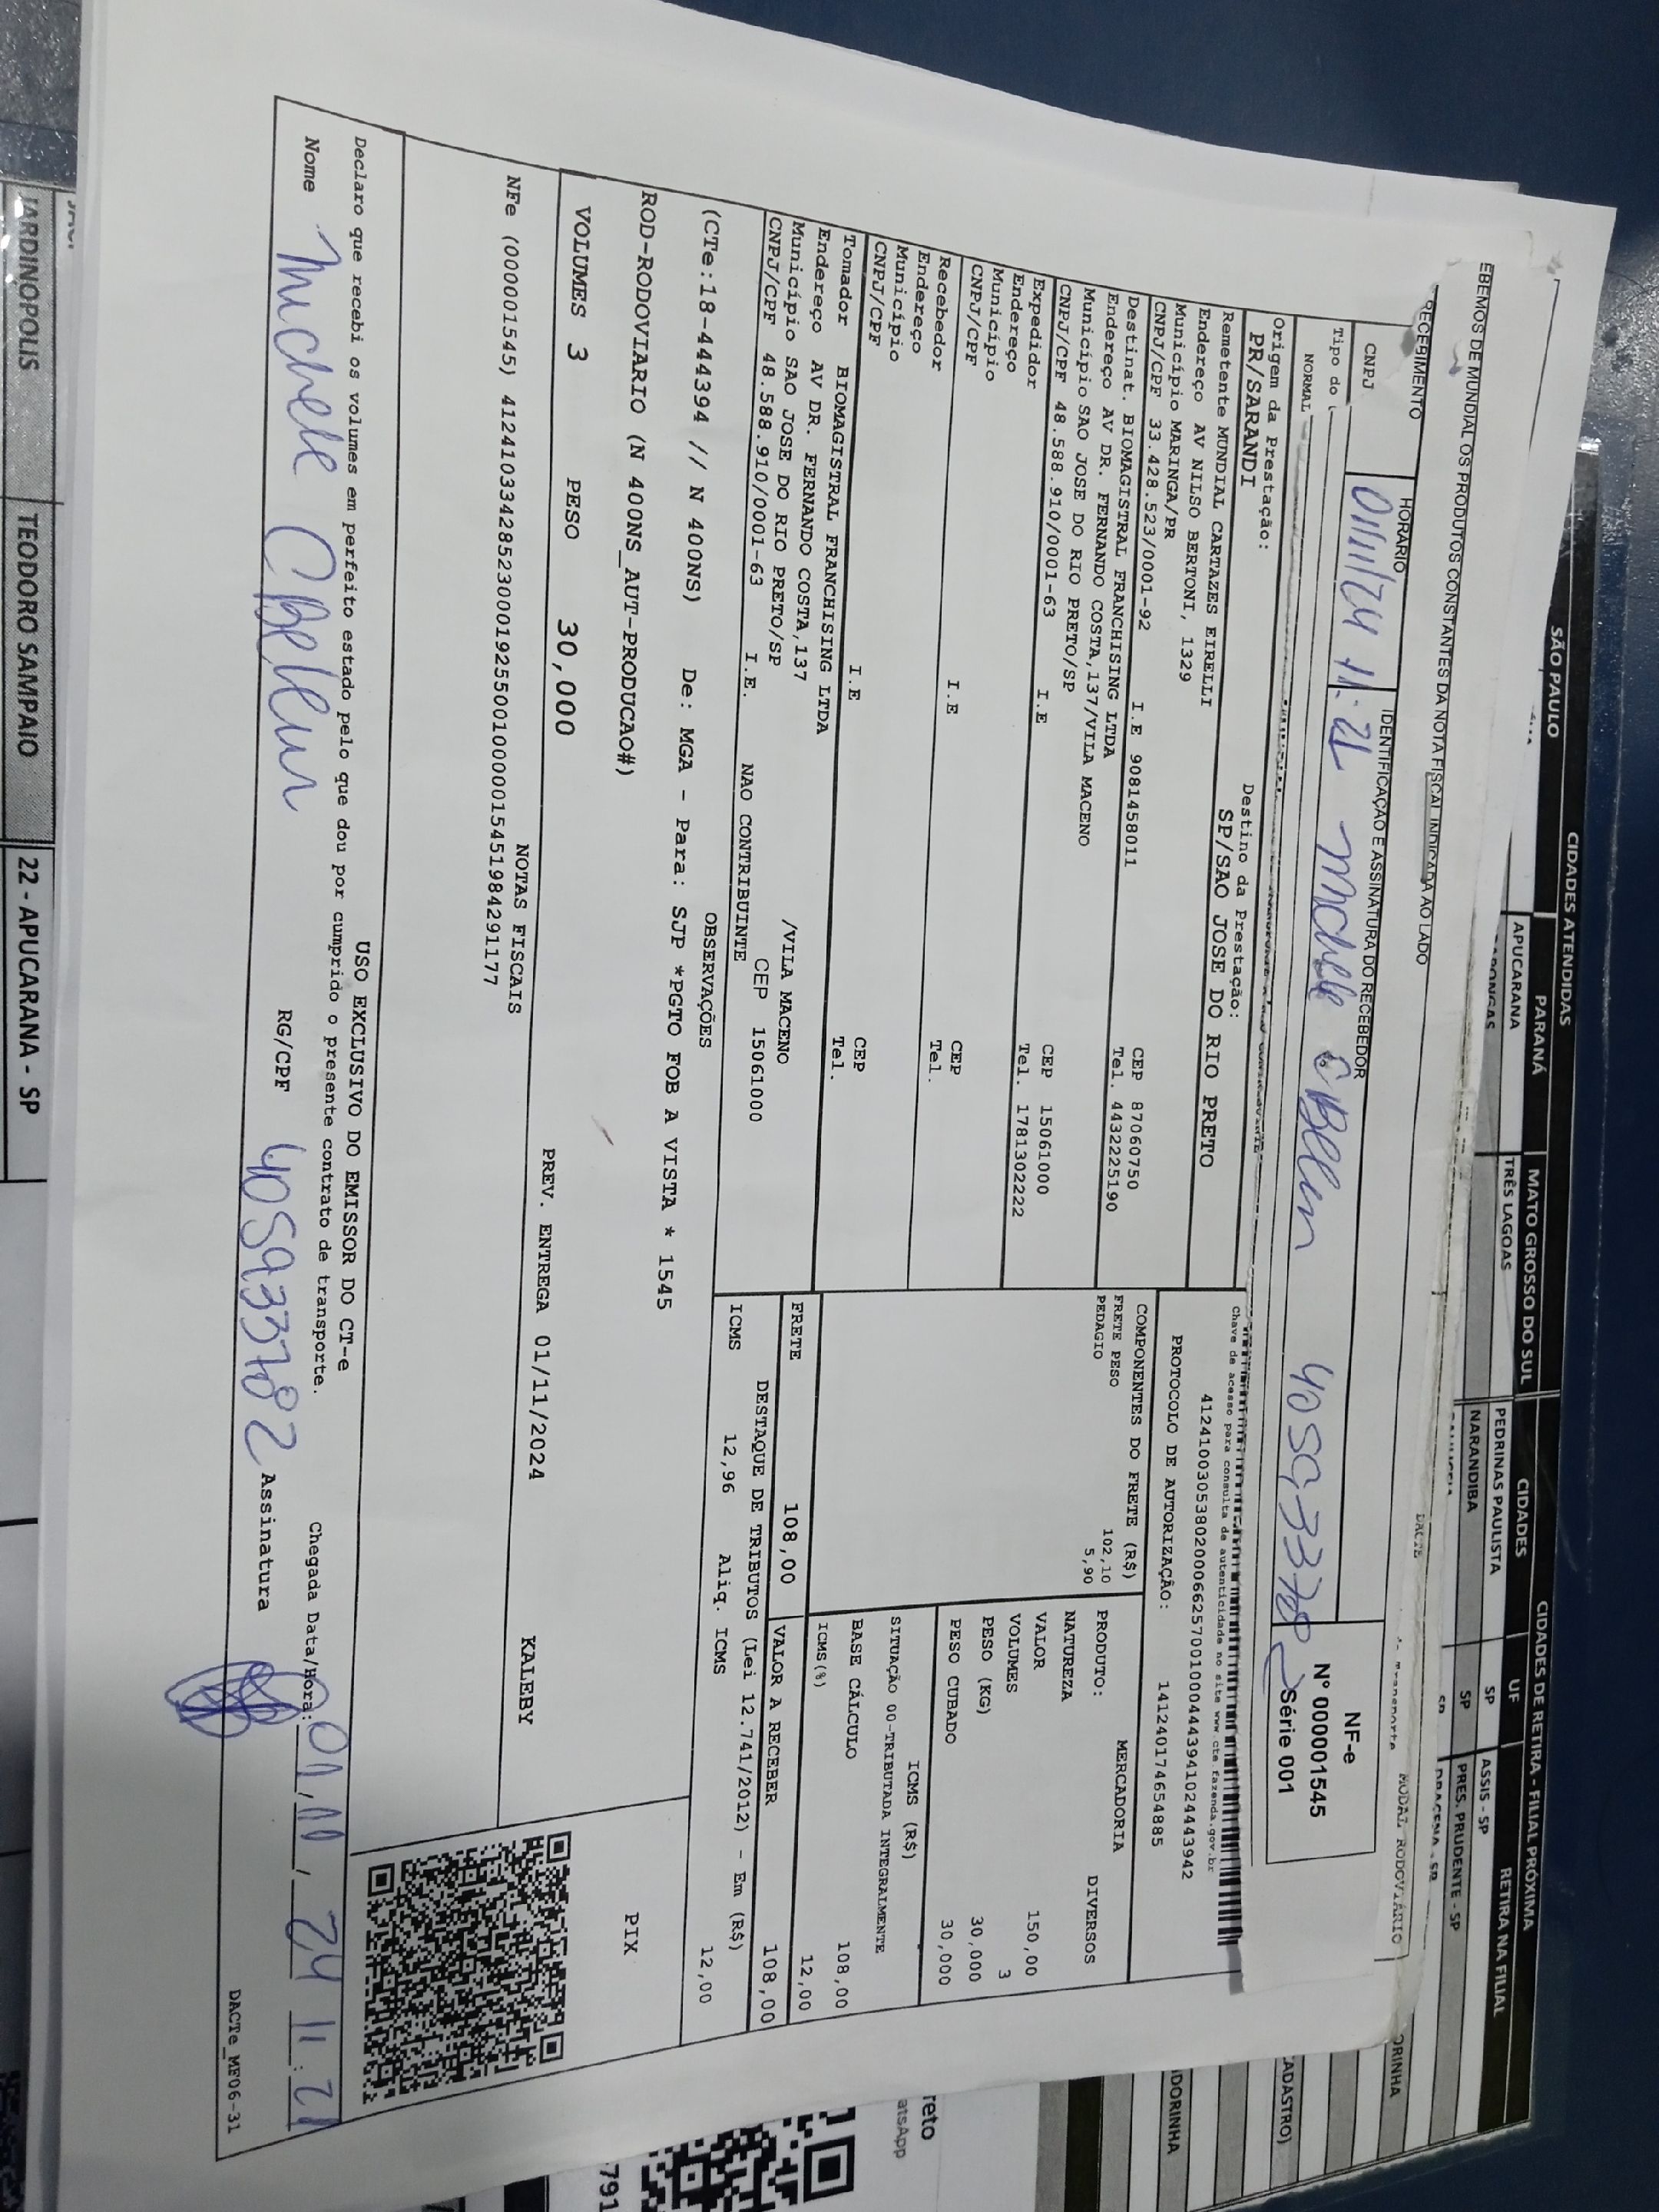 CIDADES ATENDIDAS
CIDADES DE RETIRA - FILIAL PRÓXIMA
SÃO PAULO
PARANÁ
MATO GROSSO DO SUL
CIDADES
UF
RETIRA NA FILIAL
APUCARANA
TRÊS LAGOAS
PEDRINAS PAULISTA
SP
ASSIS - SP
NARANDIBA
SP
PRES. PRUDENTE - SP
EBEMOS DE MUNDIAL OS PRODUTOS CONSTANTES DA NOTA FISCAL INDICADA AO LADO
DACTE
MODAL RODOVIÁRIO
RECEBIMENTO
HORÁRIO
IDENTIFICAÇÃO E ASSINATURA DO RECEBEDOR
01/11/24 11:21 Michele C Belem 405933782
NF-e
Nº 000001545
Série 001
CNPJ
Tipo do
NORMAL
Origem da Prestação:
PR/SARANDI
Destino da Prestação:
SP/SAO JOSE DO RIO PRETO
Chave de acesso para consulta de autenticidade no site www.cte.fazenda.gov.br
41241003053802000662570010004443941024443942
PROTOCOLO DE AUTORIZAÇÃO: 141240174654885
Remetente MUNDIAL CARTAZES EIRELLI
Endereço AV NILSO BERTONI, 1329
Município MARINGA/PR CEP 87060750
CNPJ/CPF 33.428.523/0001-92 I.E 9081458011 Tel. 4432225190
Destinat. BIOMAGISTRAL FRANCHISING LTDA
Endereço AV DR. FERNANDO COSTA,137/VILA MACENO
Município SAO JOSE DO RIO PRETO/SP CEP 15061000
CNPJ/CPF 48.588.910/0001-63 I.E Tel. 1781302222
Expedidor
Endereço
Município CEP
CNPJ/CPF I.E Tel.
Recebedor
Endereço
Município CEP
CNPJ/CPF I.E Tel.
Tomador BIOMAGISTRAL FRANCHISING LTDA
Endereço AV DR. FERNANDO COSTA,137 /VILA MACENO
Município SAO JOSE DO RIO PRETO/SP CEP 15061000
CNPJ/CPF 48.588.910/0001-63 I.E. NAO CONTRIBUINTE
COMPONENTES DO FRETE (R$)
FRETE PESO 102,10
PEDAGIO 5,90
MERCADORIA
PRODUTO: DIVERSOS
NATUREZA
VALOR 150,00
VOLUMES 3
PESO (KG) 30,000
PESO CUBADO 30,000
ICMS (R$)
SITUAÇÃO 00-TRIBUTADA INTEGRALMENTE
BASE CÁLCULO 108,00
ICMS(%) 12,00
FRETE 108,00
VALOR A RECEBER 108,00
DESTAQUE DE TRIBUTOS (Lei 12.741/2012) - Em (R$)
ICMS 12,96 Aliq. ICMS 12,00
OBSERVAÇÕES
(CTe:18-444394 // N 400NS) De: MGA - Para: SJP *PGTO FOB A VISTA * 1545
ROD-RODOVIARIO (N 400NS_AUT-PRODUCAO#)
PIX
VOLUMES 3 PESO 30,000 PREV. ENTREGA 01/11/2024 KALEBY
NOTAS FISCAIS
NFe (000001545) 41241033428523000192550010000015451984291177
USO EXCLUSIVO DO EMISSOR DO CT-e
Declaro que recebi os volumes em perfeito estado pelo que dou por cumprido o presente contrato de transporte.
Chegada Data/Hora: 01/11/24 11:21
Nome Michele C Belem RG/CPF 405933782 Assinatura
DACTe_MF06-31
JARDINOPOLIS
TEODORO SAMPAIO
22 - APUCARANA - SP